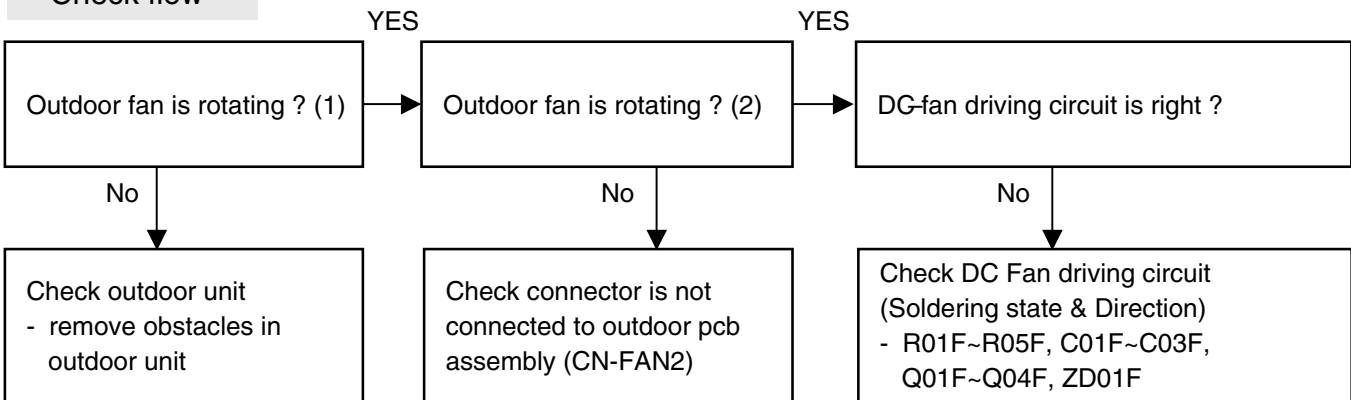 Check flow
YES
YES
Outdoor fan is rotating ? (1)
Outdoor fan is rotating ? (2)
DC fan driving circuit is right ?
No
No
No
Check outdoor unit
- remove obstacles in
outdoor unit
Check connector is not
connected to outdoor pcb
assembly (CN-FAN2)
Check DC Fan driving circuit
(Soldering state & Direction)
- R01F~R05F, C01F~C03F,
Q01F~Q04F, ZD01F